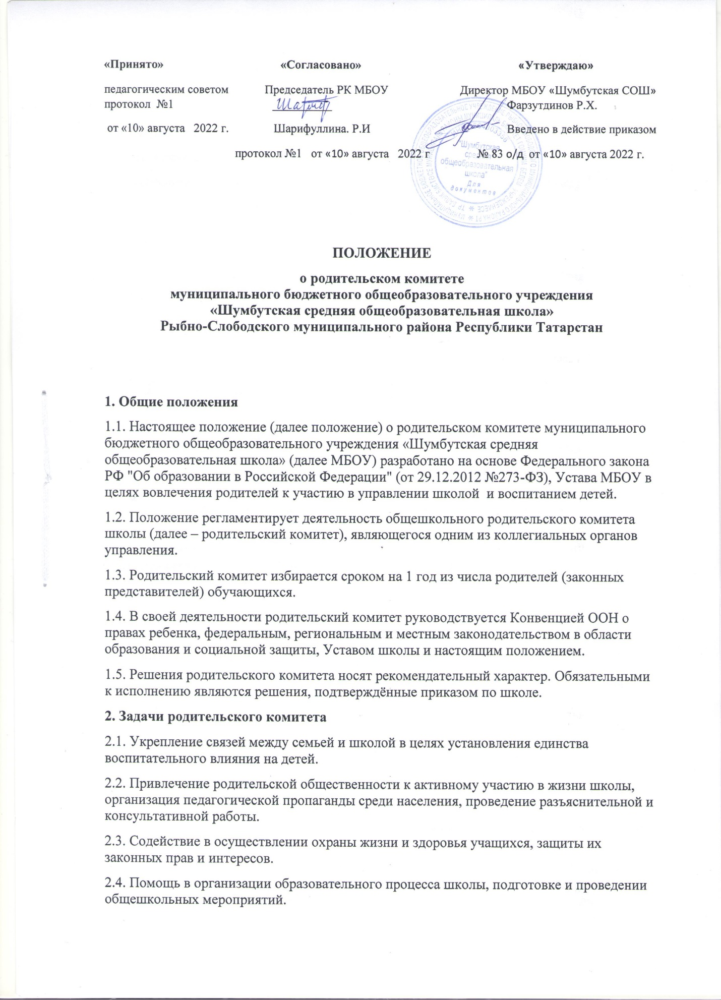 «Принято» «Согласовано» «Утверждаю»
педагогическим советом Председатель РК МБОУ Директор МБОУ «Шумбутская СОШ»
протокол №1 Шариф Фарзутдинов Р.Х.
от «10» августа 2022 г. Шарифуллина. Р.И Введено в действие приказом
протокол №1 от «10» августа 2022 г № 83 о/д от «10» августа 2022 г.
"Шумбутская
средняя
общеобразовательная
школа"
Для
документов
ПОЛОЖЕНИЕ
о родительском комитете
муниципального бюджетного общеобразовательного учреждения
«Шумбутская средняя общеобразовательная школа»
Рыбно-Слободского муниципального района Республики Татарстан
1. Общие положения
1.1. Настоящее положение (далее положение) о родительском комитете муниципального
бюджетного общеобразовательного учреждения «Шумбутская средняя
общеобразовательная школа» (далее МБОУ) разработано на основе Федерального закона
РФ "Об образовании в Российской Федерации" (от 29.12.2012 №273-ФЗ), Устава МБОУ в
целях вовлечения родителей к участию в управлении школой и воспитанием детей.
1.2. Положение регламентирует деятельность общешкольного родительского комитета
школы (далее – родительский комитет), являющегося одним из коллегиальных органов
управления.
1.3. Родительский комитет избирается сроком на 1 год из числа родителей (законных
представителей) обучающихся.
1.4. В своей деятельности родительский комитет руководствуется Конвенцией ООН о
правах ребенка, федеральным, региональным и местным законодательством в области
образования и социальной защиты, Уставом школы и настоящим положением.
1.5. Решения родительского комитета носят рекомендательный характер. Обязательными
к исполнению являются решения, подтверждённые приказом по школе.
2. Задачи родительского комитета
2.1. Укрепление связей между семьей и школой в целях установления единства
воспитательного влияния на детей.
2.2. Привлечение родительской общественности к активному участию в жизни школы,
организация педагогической пропаганды среди населения, проведение разъяснительной и
консультативной работы.
2.3. Содействие в осуществлении охраны жизни и здоровья учащихся, защиты их
законных прав и интересов.
2.4. Помощь в организации образовательного процесса школы, подготовке и проведении
общешкольных мероприятий.